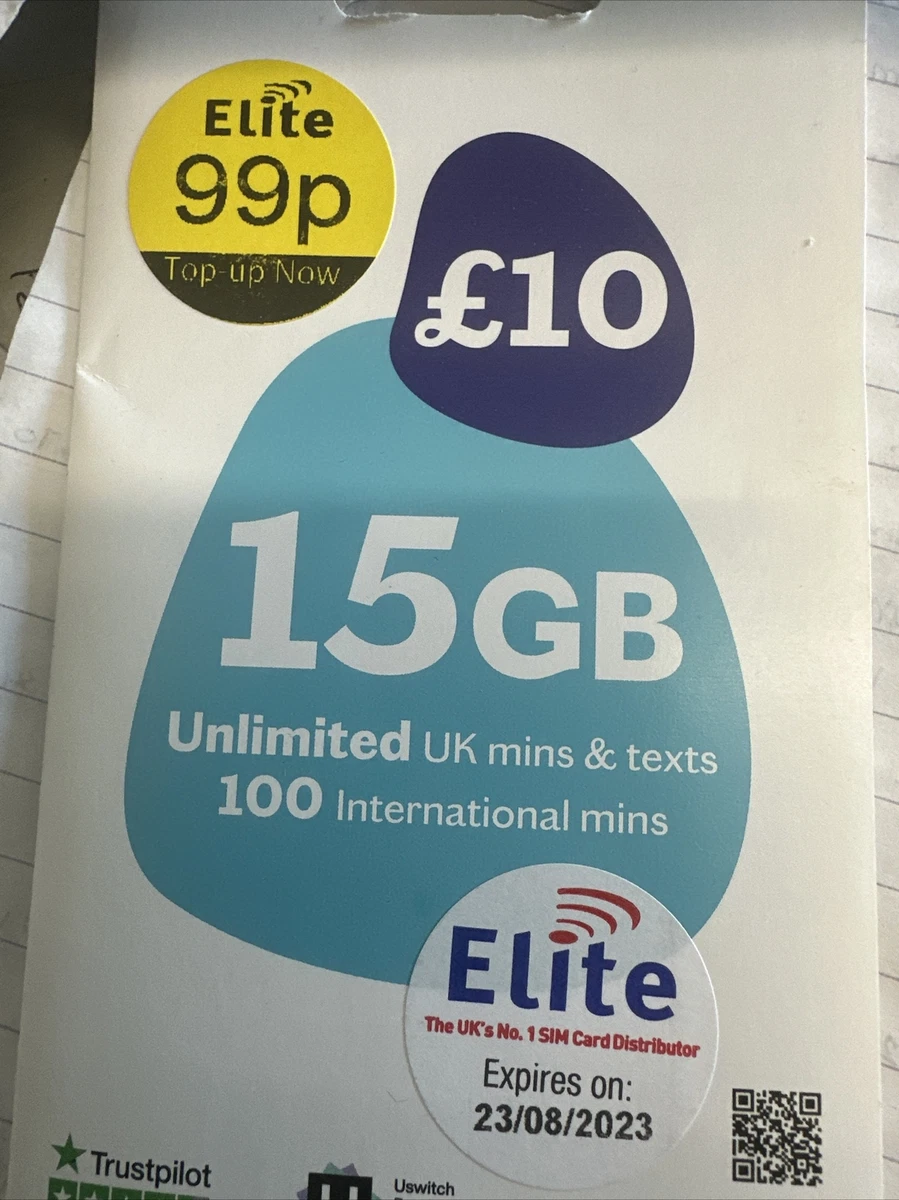 Elite
99p
Top-up Now
£10
15GB
Unlimited UK mins & texts
100 International mins
Elite
The UK's No. 1 SIM Card Distributor
Expires on:
23/08/2023
Trustpilot
Uswitch